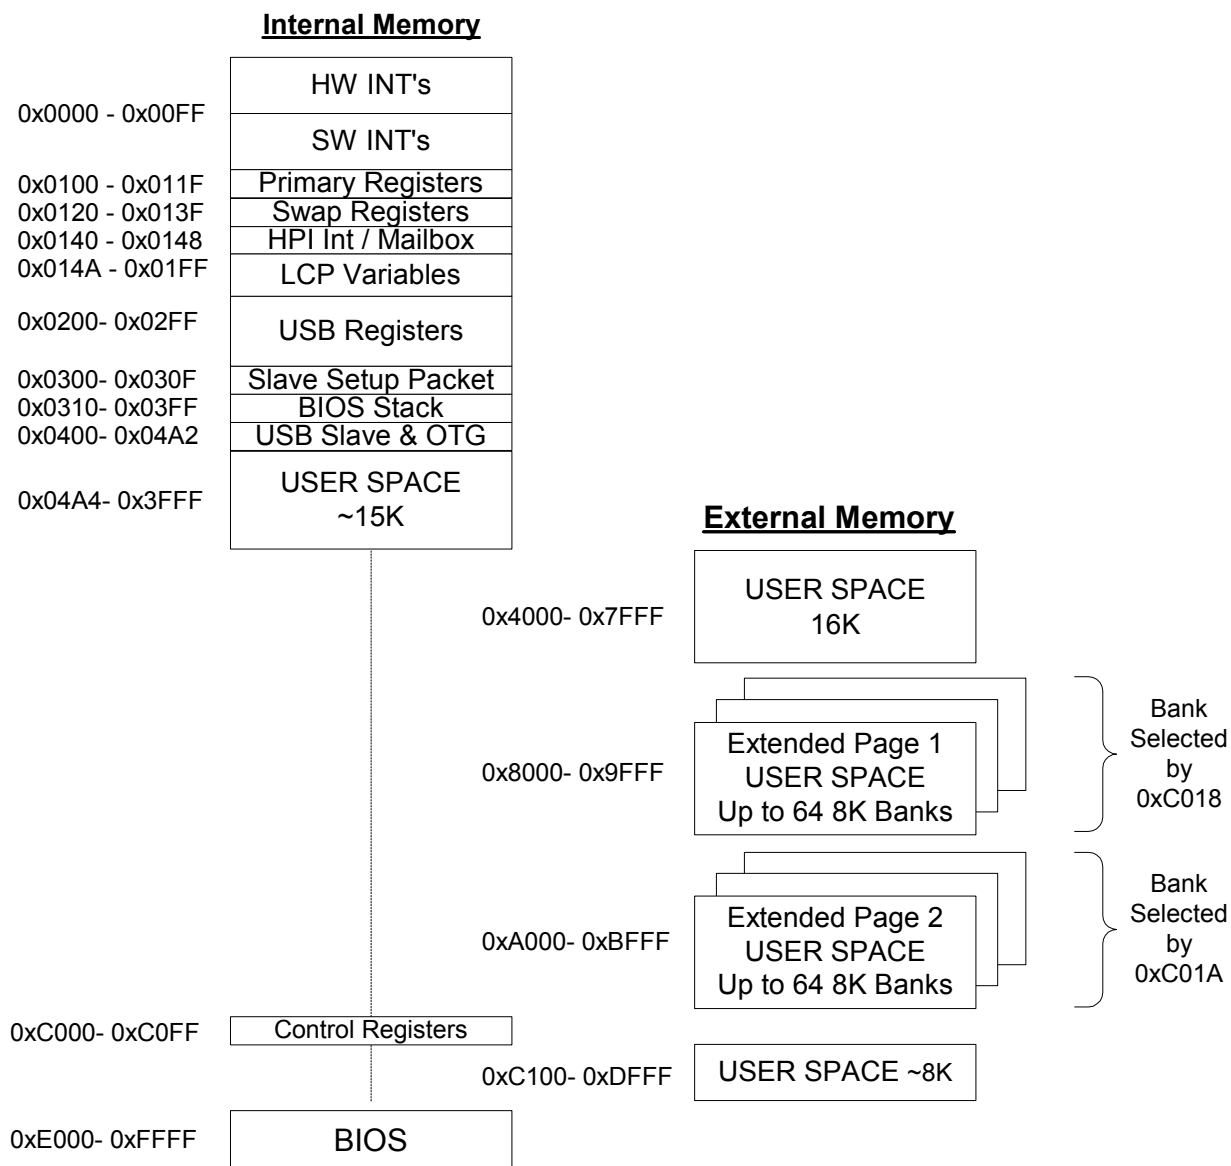 Internal Memory
HW INT's
0x0000 - 0x00FF
SW INT's
0x0100 - 0x011F
Primary Registers
0x0120 - 0x013F
Swap Registers
0x0140 - 0x0148
HPI Int / Mailbox
0x014A - 0x01FF
LCP Variables
0x0200- 0x02FF
USB Registers
0x0300- 0x030F
Slave Setup Packet
0x0310- 0x03FF
BIOS Stack
0x0400- 0x04A2
USB Slave & OTG
0x04A4- 0x3FFF
USER SPACE
~15K
External Memory
0x4000- 0x7FFF
USER SPACE
16K
0x8000- 0x9FFF
Extended Page 1
USER SPACE
Up to 64 8K Banks
Bank
Selected
by
0xC018
0xA000- 0xBFFF
Extended Page 2
USER SPACE
Up to 64 8K Banks
Bank
Selected
by
0xC01A
0xC000- 0xC0FF
Control Registers
0xC100- 0xDFFF
USER SPACE ~8K
0xE000- 0xFFFF
BIOS